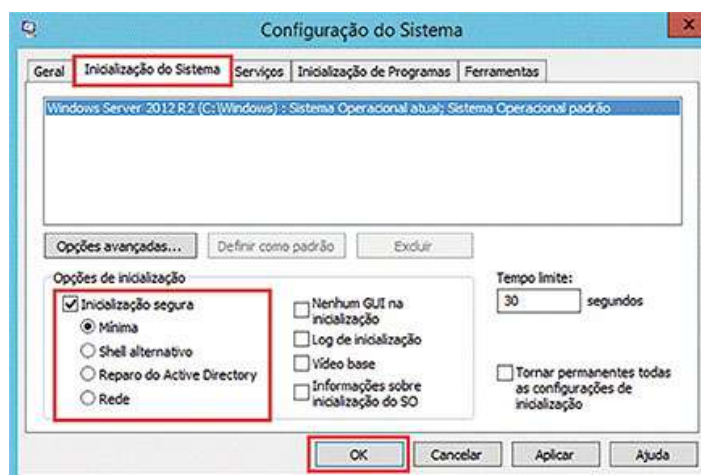 Configuração do Sistema
Geral Inicialização do Sistema Serviços Inicialização de Programas Ferramentas
Windows Server 2012 R2 (C:\Windows) : Sistema Operacional atual; Sistema Operacional padrão
Opções avançadas... Definir como padrão Excluir
Opções de inicialização
Inicialização segura
Mínima
Shell alternativo
Reparo do Active Directory
Rede
Nenhum GUI na
inicialização
Log de inicialização
Vídeo base
Informações sobre
inicialização do SO
Tempo limite:
30 segundos
Tornar permanentes todas
as configurações de
inicialização
OK Cancelar Aplicar Ajuda